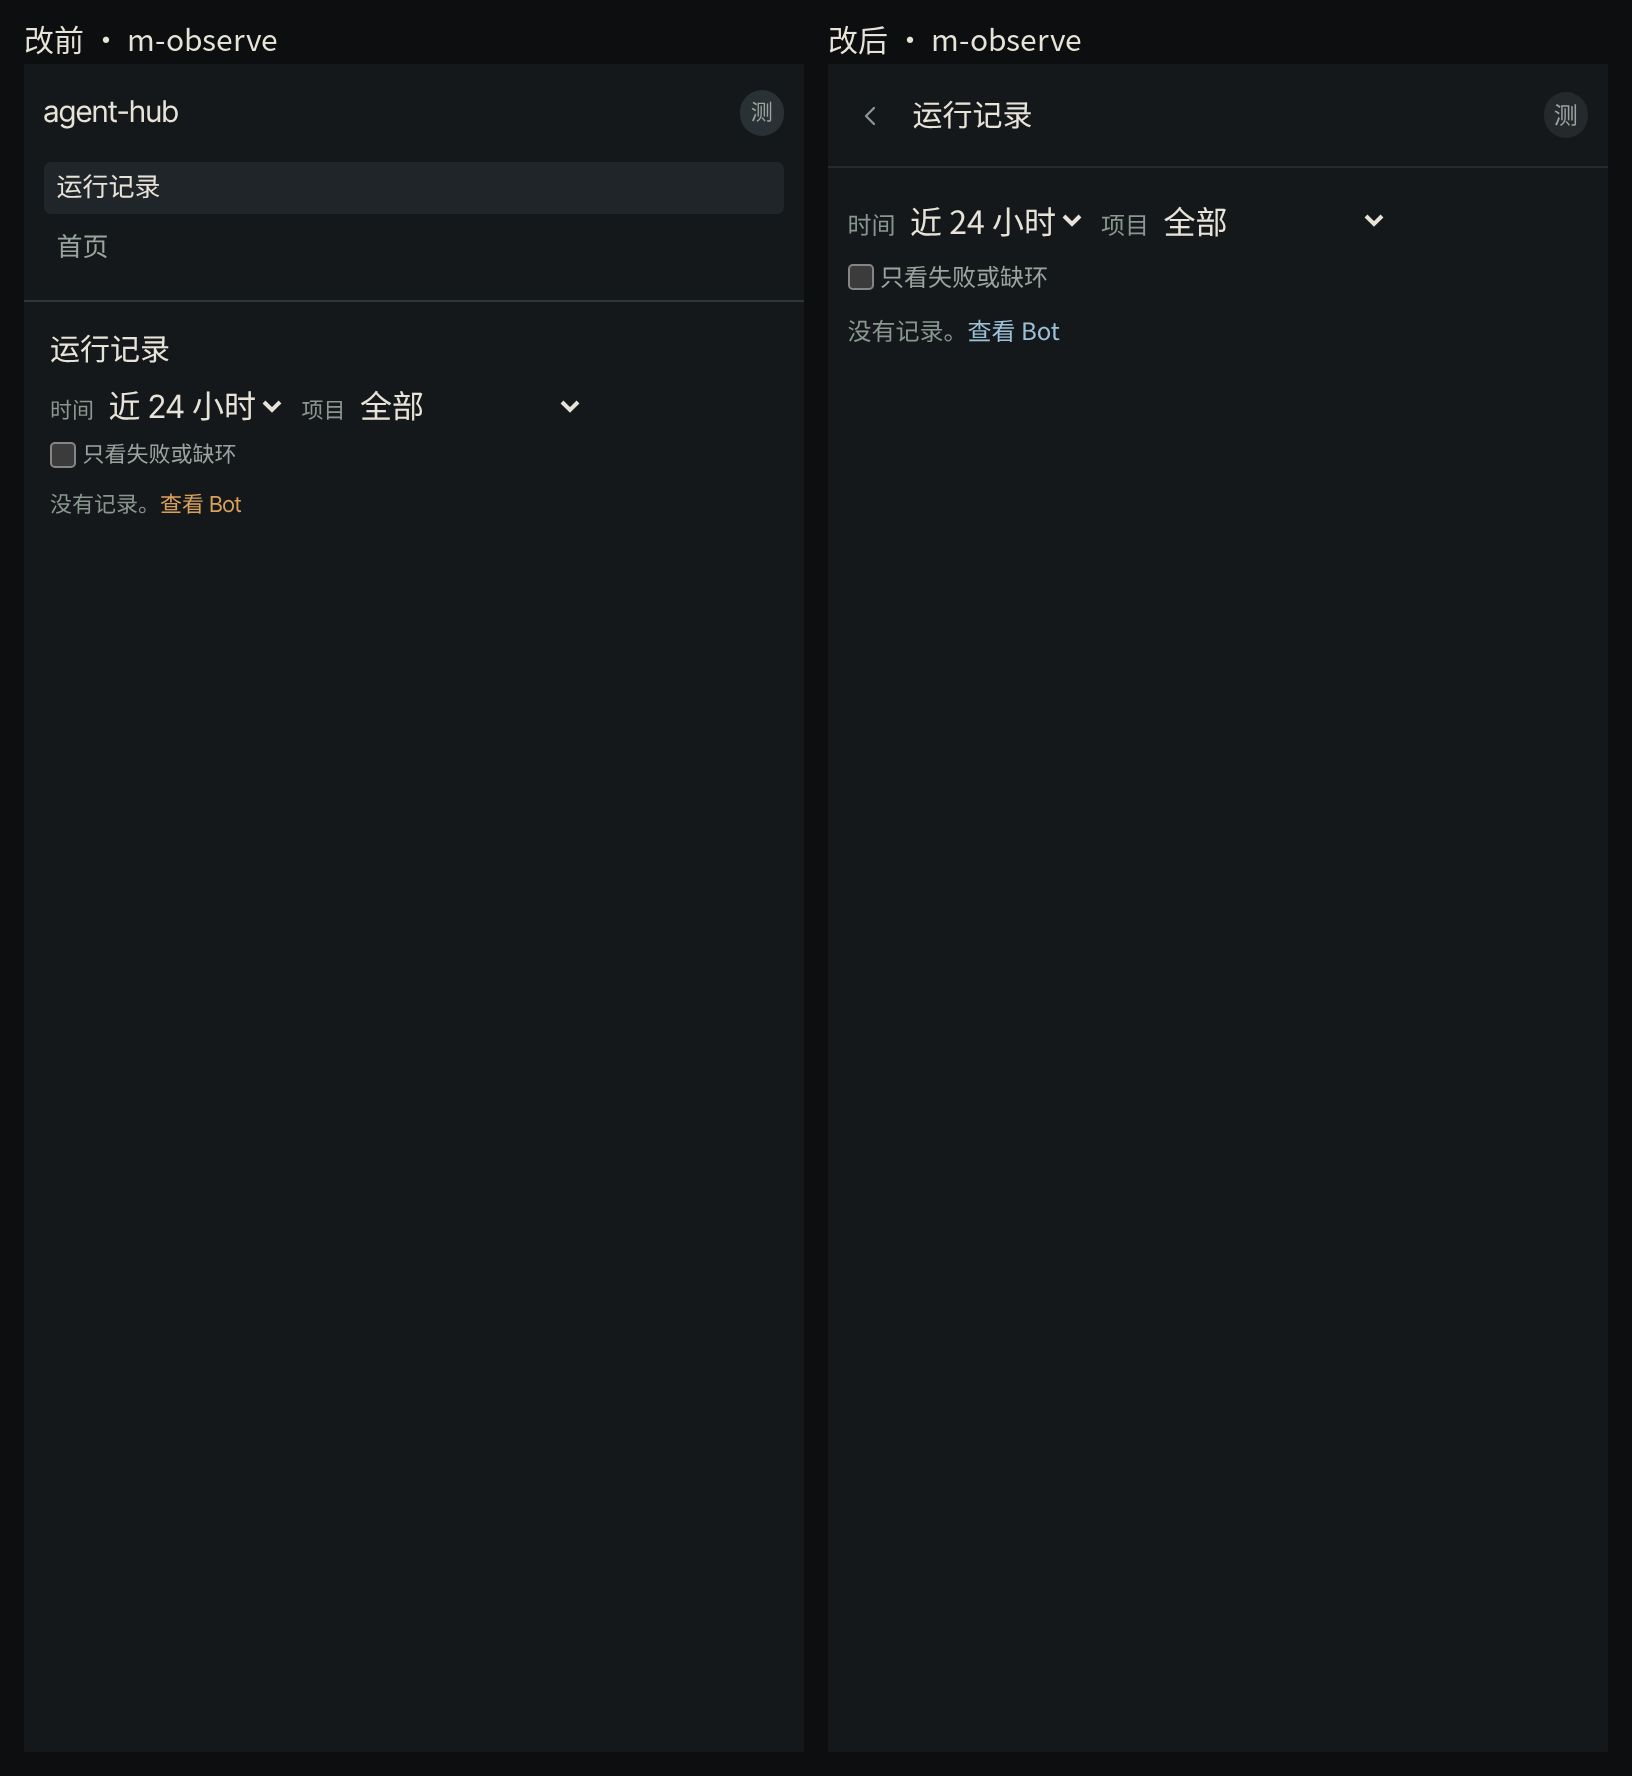 改前 · m-observe
agent-hub
测
运行记录
首页
运行记录
时间 近 24 小时 项目 全部
只看失败或缺环
没有记录。查看 Bot
改后 · m-observe
运行记录
测
时间 近 24 小时 项目 全部
只看失败或缺环
没有记录。查看 Bot